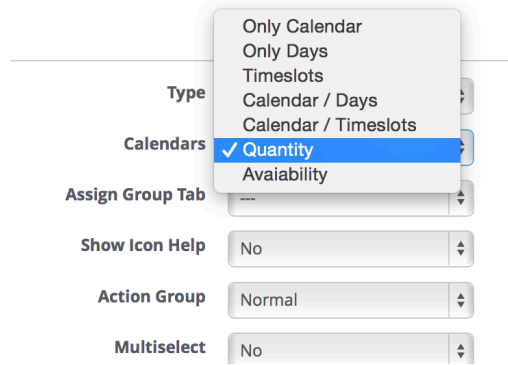 Only Calendar
Only Days
Timeslots
Type
Calendar / Days
Calendar / Timeslots
Calendars
✓ Quantity
Avaiability
Assign Group Tab
---
Show Icon Help
No
Action Group
Normal
Multiselect
No